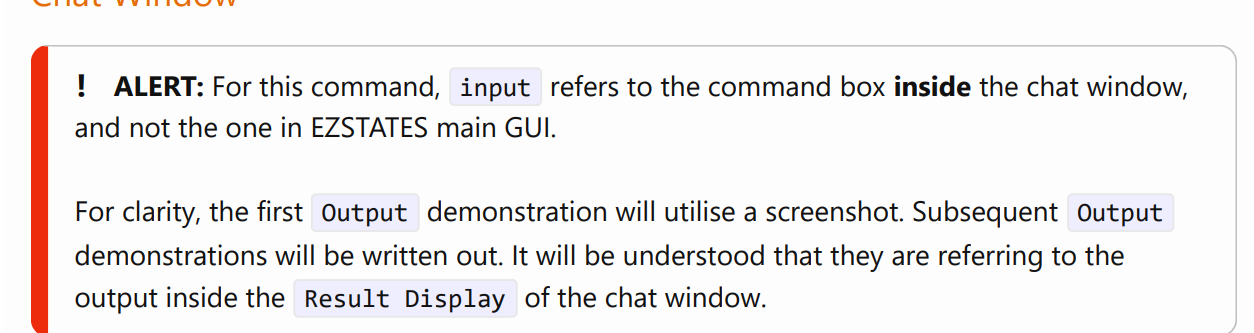 Chat Window
! ALERT: For this command, input refers to the command box inside the chat window,
and not the one in EZSTATES main GUI.
For clarity, the first Output demonstration will utilise a screenshot. Subsequent Output
demonstrations will be written out. It will be understood that they are referring to the
output inside the Result Display of the chat window.